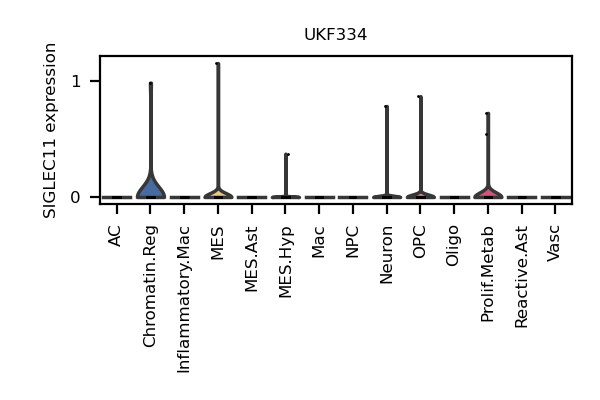 UKF334
SIGLEC11 expression
1
0
AC
Chromatin.Reg
Inflammatory.Mac
MES
MES.Ast
MES.Hyp
Mac
NPC
Neuron
OPC
Oligo
Prolif.Metab
Reactive.Ast
Vasc